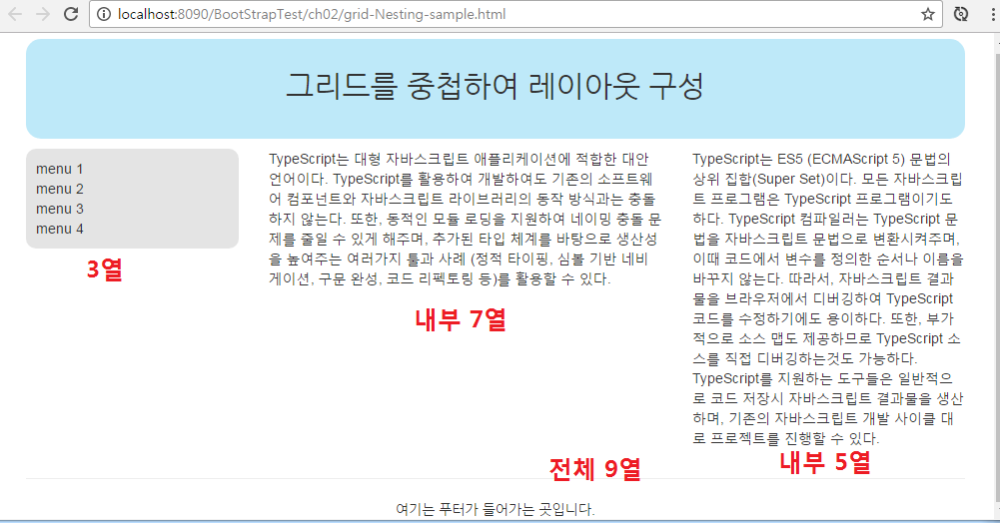 localhost:8090/BootStrapTest/ch02/grid-Nesting-sample.html
그리드를 중첩하여 레이아웃 구성
menu 1
menu 2
menu 3
menu 4
3열
TypeScript는 대형 자바스크립트 애플리케이션에 적합한 대안
언어이다. TypeScript를 활용하여 개발하여도 기존의 소프트웨
어 컴포넌트와 자바스크립트 라이브러리의 동작 방식과는 충돌
하지 않는다. 또한, 동적인 모듈 로딩을 지원하여 네이밍 충돌 문
제를 줄일 수 있게 해주며, 추가된 타입 체계를 바탕으로 생산성
을 높여주는 여러가지 툴과 사례 (정적 타이핑, 심볼 기반 네비
게이션, 구문 완성, 코드 리펙토링 등)를 활용할 수 있다.
내부 7열
TypeScript는 ES5 (ECMAScript 5) 문법의
상위 집합(Super Set)이다. 모든 자바스크립
트 프로그램은 TypeScript 프로그램이기도
하다. TypeScript 컴파일러는 TypeScript 문
법을 자바스크립트 문법으로 변환시켜주며,
이때 코드에서 변수를 정의한 순서나 이름을
바꾸지 않는다. 따라서, 자바스크립트 결과
물을 브라우저에서 디버깅하여 TypeScript
코드를 수정하기에도 용이하다. 또한, 부가
적으로 소스 맵도 제공하므로 TypeScript 소
스를 직접 디버깅하는것도 가능하다.
TypeScript를 지원하는 도구들은 일반적으
로 코드 저장시 자바스크립트 결과물을 생산
하며, 기존의 자바스크립트 개발 사이클 대
로 프로젝트를 진행할 수 있다.
내부 5열
전체 9열
여기는 푸터가 들어가는 곳입니다.